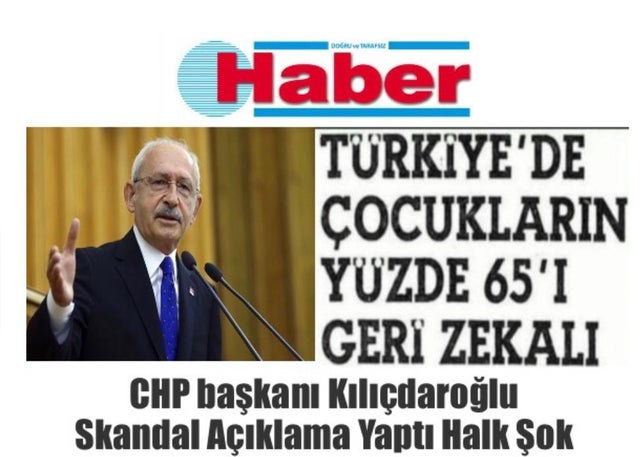 DOĞRU ve TARAFSIZ
Haber
TÜRKİYE'DE
ÇOCUKLARIN
YÜZDE 65'I
GERİ ZEKALI
CHP başkanı Kılıçdaroğlu
Skandal Açıklama Yaptı Halk Şok